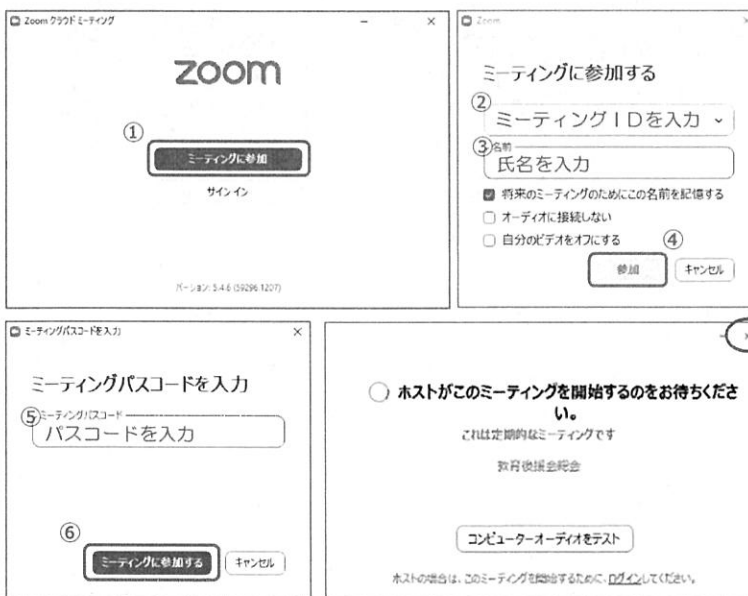 Zoom クラウド ミーティング
zoom
①
ミーティングに参加
サイン イン
バージョン: 5.4.6 (59296.1207)
Zoom
ミーティングに参加する
②
ミーティングIDを入力
③
名前
氏名を入力
将来のミーティングのためにこの名前を記憶する
オーディオに接続しない
自分のビデオをオフにする
④
参加
キャンセル
ミーティングパスコードを入力
ミーティングパスコードを入力
⑤
ミーティングパスコード
パスコードを入力
⑥
ミーティングに参加する
キャンセル
ホストがこのミーティングを開始するのをお待ちくださ
い。
これは定期的なミーティングです
教育後援会総会
コンピューターオーディオをテスト
ホストの場合は、このミーティングを開始するために、ログインしてください。